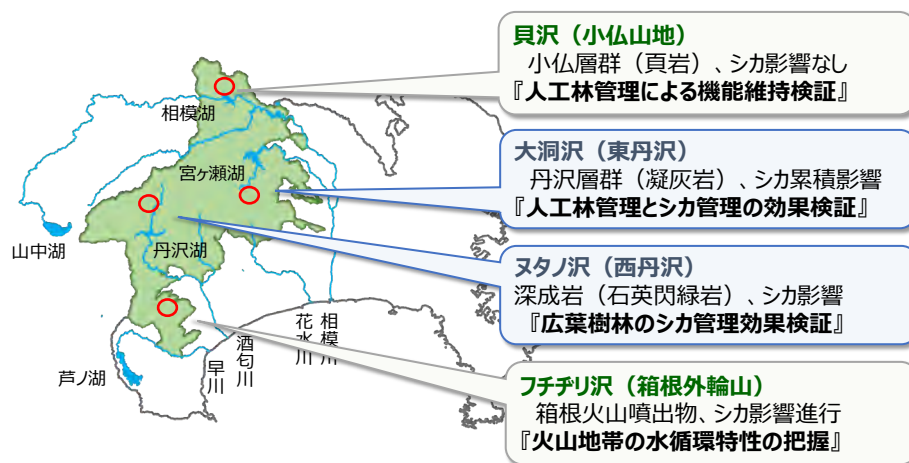 貝沢（小仏山地）
小仏層群（頁岩）、シカ影響なし
『人工林管理による機能維持検証』
大洞沢（東丹沢）
丹沢層群（凝灰岩）、シカ累積影響
『人工林管理とシカ管理の効果検証』
ヌタノ沢（西丹沢）
深成岩（石英閃緑岩）、シカ影響
『広葉樹林のシカ管理効果検証』
フチヂリ沢（箱根外輪山）
箱根火山噴出物、シカ影響進行
『火山地帯の水循環特性の把握』
相模湖
宮ヶ瀬湖
山中湖
丹沢湖
芦ノ湖
早川
酒匂川
花水川
相模川